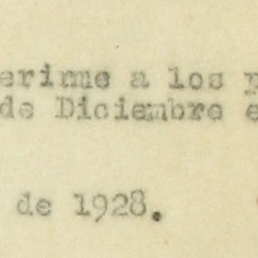 erirme a los p
de Diciembre e
de 1928.